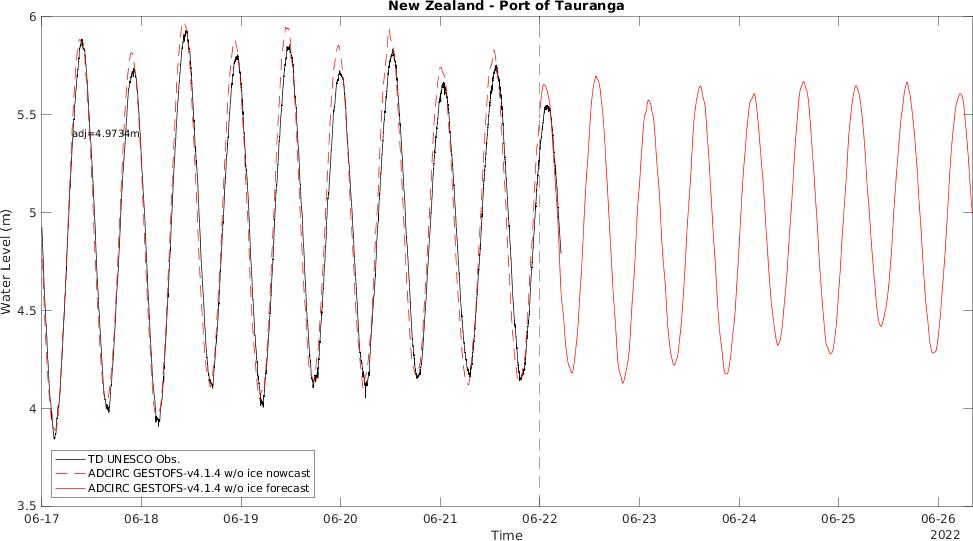 New Zealand - Port of Tauranga
6
5.5
5
4.5
4
3.5
Water Level (m)
adj=4.9734m
TD UNESCO Obs.
ADCIRC GESTOFS-v4.1.4 w/o ice nowcast
ADCIRC GESTOFS-v4.1.4 w/o ice forecast
06-17 06-18 06-19 06-20 06-21 06-22 06-23 06-24 06-25 06-26
2022
Time